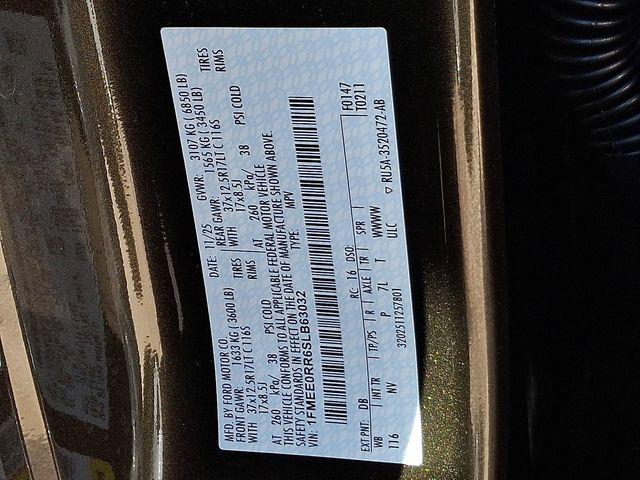 MFD. BY FORD MOTOR CO.
DATE: 11/25 GVWR: 3107 KG ( 6850 LB)
FRONT GAWR: 1633 KG ( 3600 LB) REAR GAWR: 1565 KG ( 3450 LB)
WITH 37x12.5R17LT C 116S TIRES WITH 37x12.5R17LT C 116S TIRES
17x8.5J RIMS 17x8.5J RIMS
AT 260 kPa/ 38 PSI COLD AT 260 kPa/ 38 PSI COLD
THIS VEHICLE CONFORMS TO ALL APPLICABLE FEDERAL MOTOR VEHICLE
SAFETY STANDARDS IN EFFECT ON THE DATE OF MANUFACTURE SHOWN ABOVE.
VIN: 1FMEE0RR6SLB63032 TYPE: MPV
F0147
T0211
EXT PNT: DB RC: 16 DSO:
WB INT TR TP/PS R AXLE TR SPR
116 NV P 7L T WWWW
3202511257801 ULC ▽ RU5A-3520472-AB